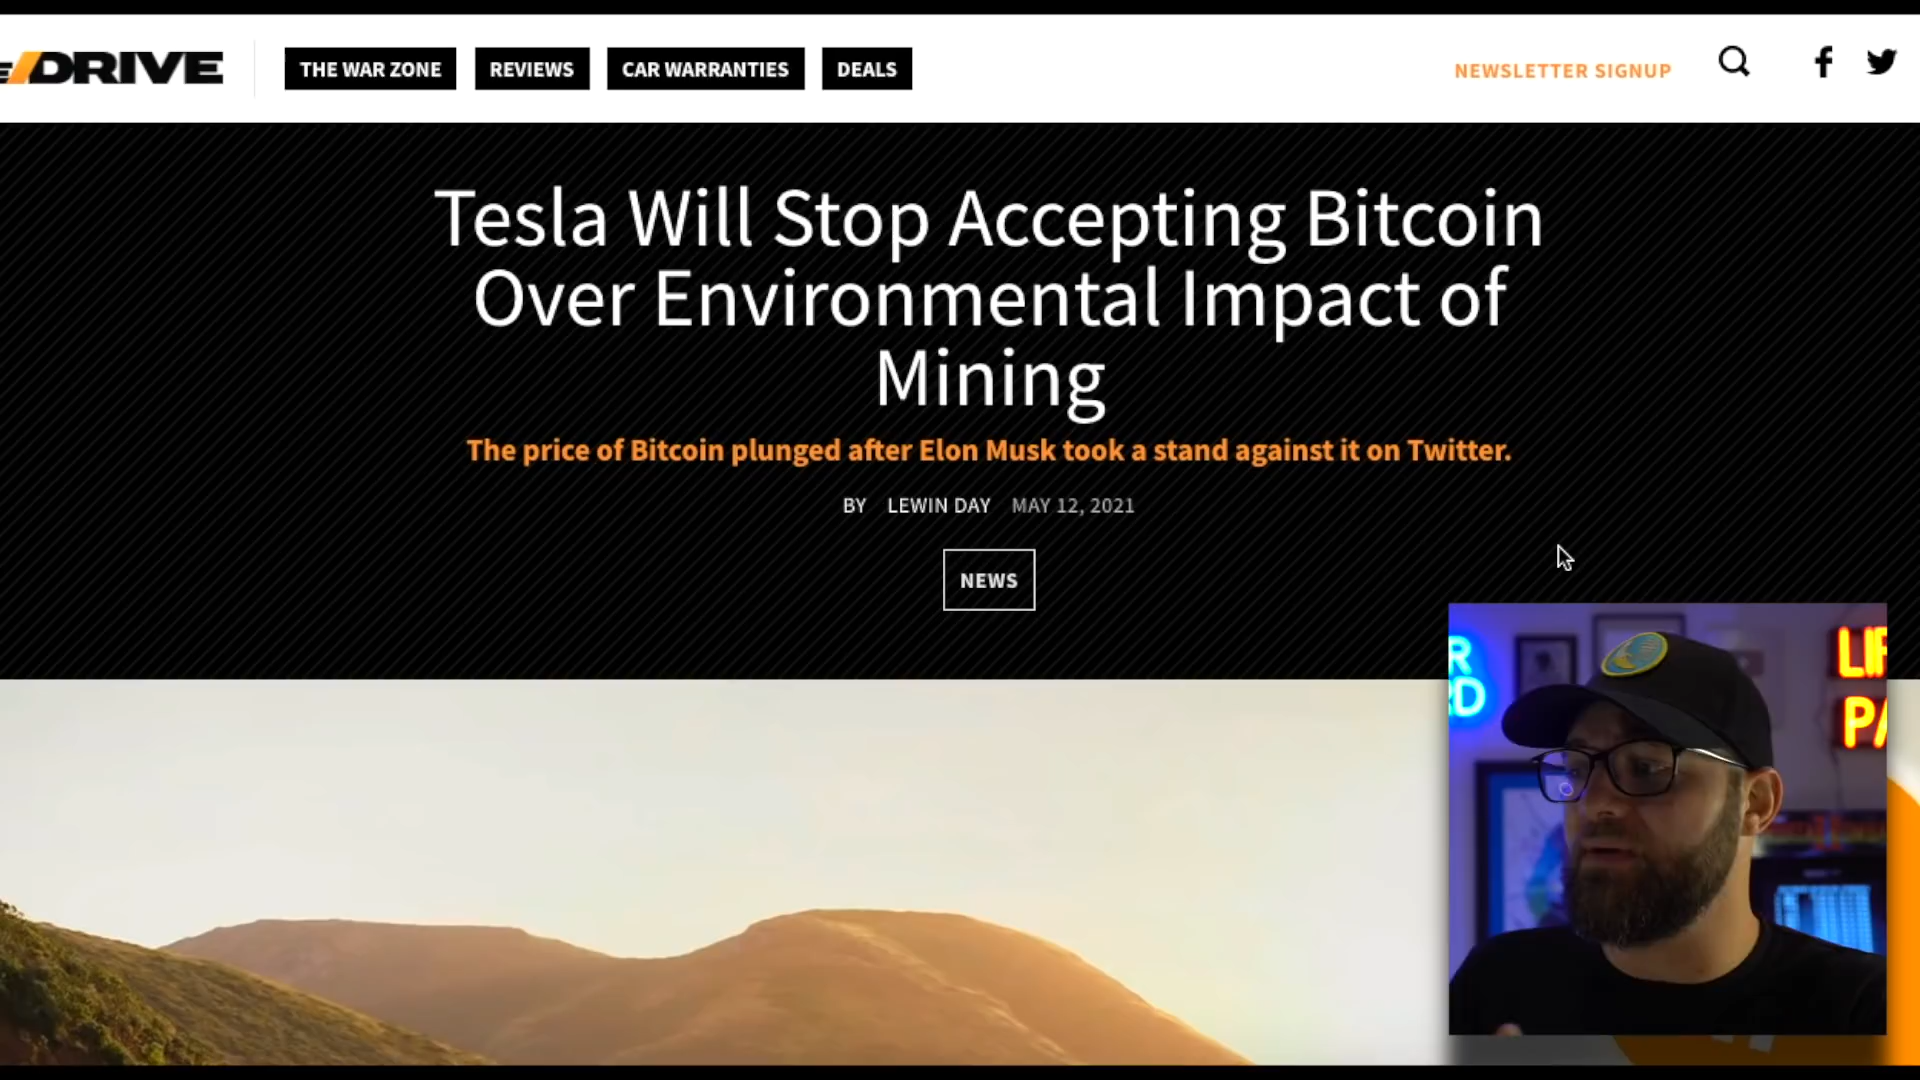 DRIVE
THE WAR ZONE
REVIEWS
CAR WARRANTIES
DEALS
NEWSLETTER SIGNUP
Tesla Will Stop Accepting Bitcoin
Over Environmental Impact of
Mining
The price of Bitcoin plunged after Elon Musk took a stand against it on Twitter.
BY LEWIN DAY MAY 12, 2021
NEWS